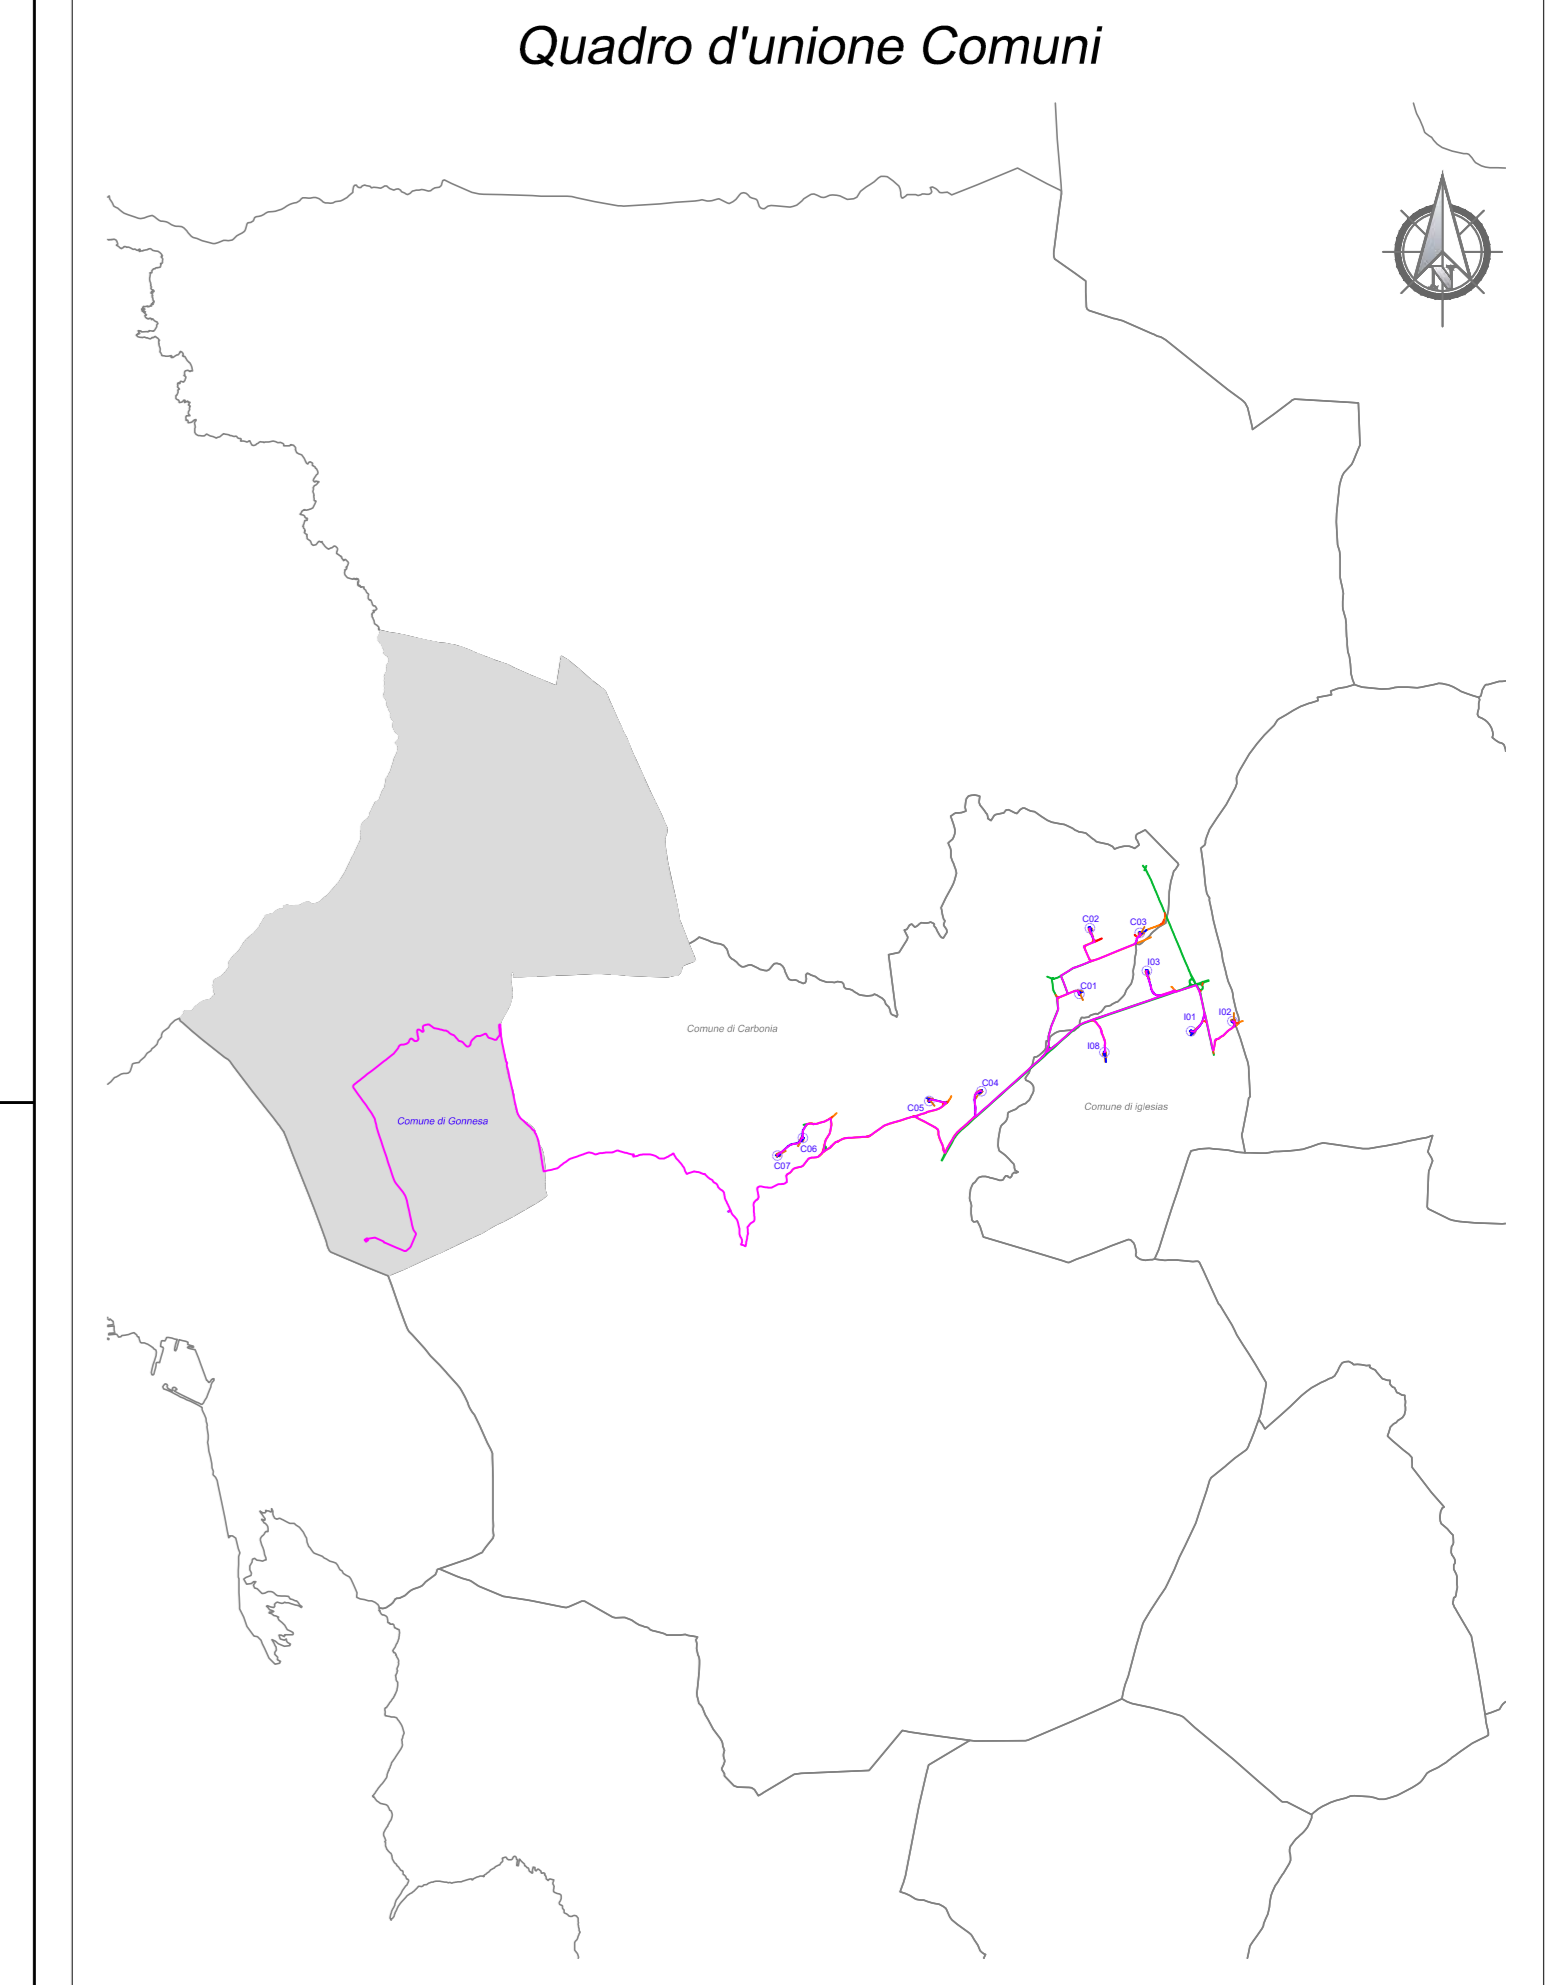 Quadro d'unione Comuni
N
C02
C03
I03
C01
I01
I02
Comune di Carbonia
I08
C04
C05
Comune di iglesias
Comune di Gonnesa
C06
C07